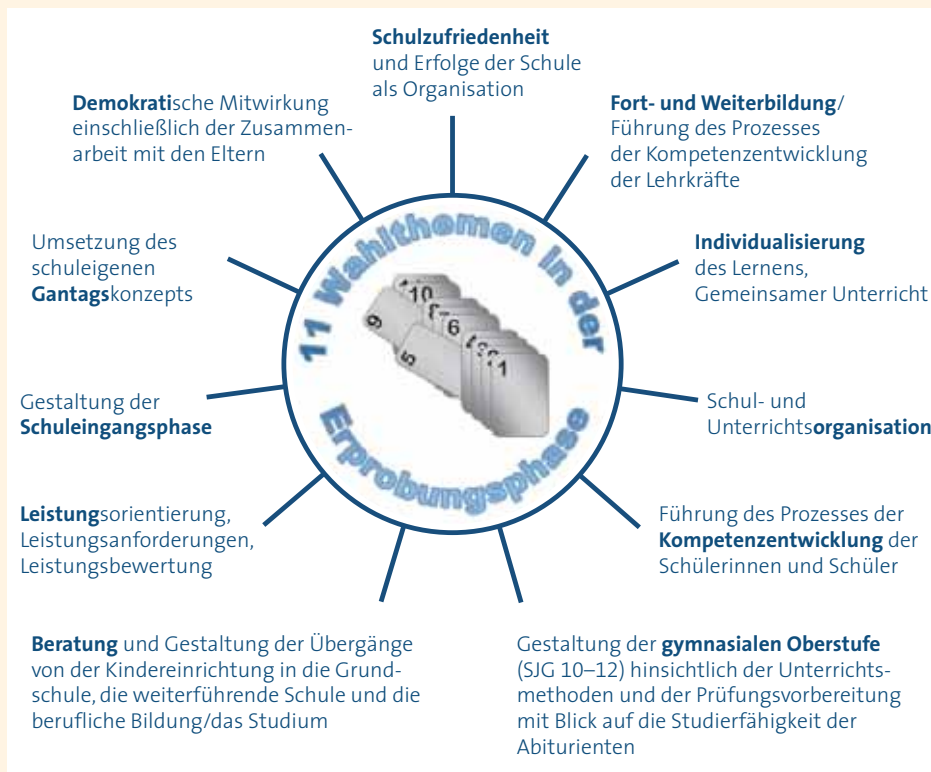 Schulzufriedenheit
und Erfolge der Schule
als Organisation
Fort- und Weiterbildung/
Führung des Prozesses
der Kompetenzentwicklung
der Lehrkräfte
Individualisierung
des Lernens,
Gemeinsamer Unterricht
Schul- und
Unterrichtsorganisation
Führung des Prozesses der
Kompetenzentwicklung der
Schülerinnen und Schüler
Gestaltung der gymnasialen Oberstufe
(SJG 10–12) hinsichtlich der Unterrichts-
methoden und der Prüfungsvorbereitung
mit Blick auf die Studierfähigkeit der
Abiturienten
Beratung und Gestaltung der Übergänge
von der Kindereinrichtung in die Grund-
schule, die weiterführende Schule und die
berufliche Bildung/das Studium
Leistungsorientierung,
Leistungsanforderungen,
Leistungsbewertung
Gestaltung der
Schuleingangsphase
Umsetzung des
schuleigenen
Gantagskonzepts
Demokratische Mitwirkung
einschließlich der Zusammen-
arbeit mit den Eltern
11 Wahlthemen in der
Erprobungsphase
10
9
6
5
1